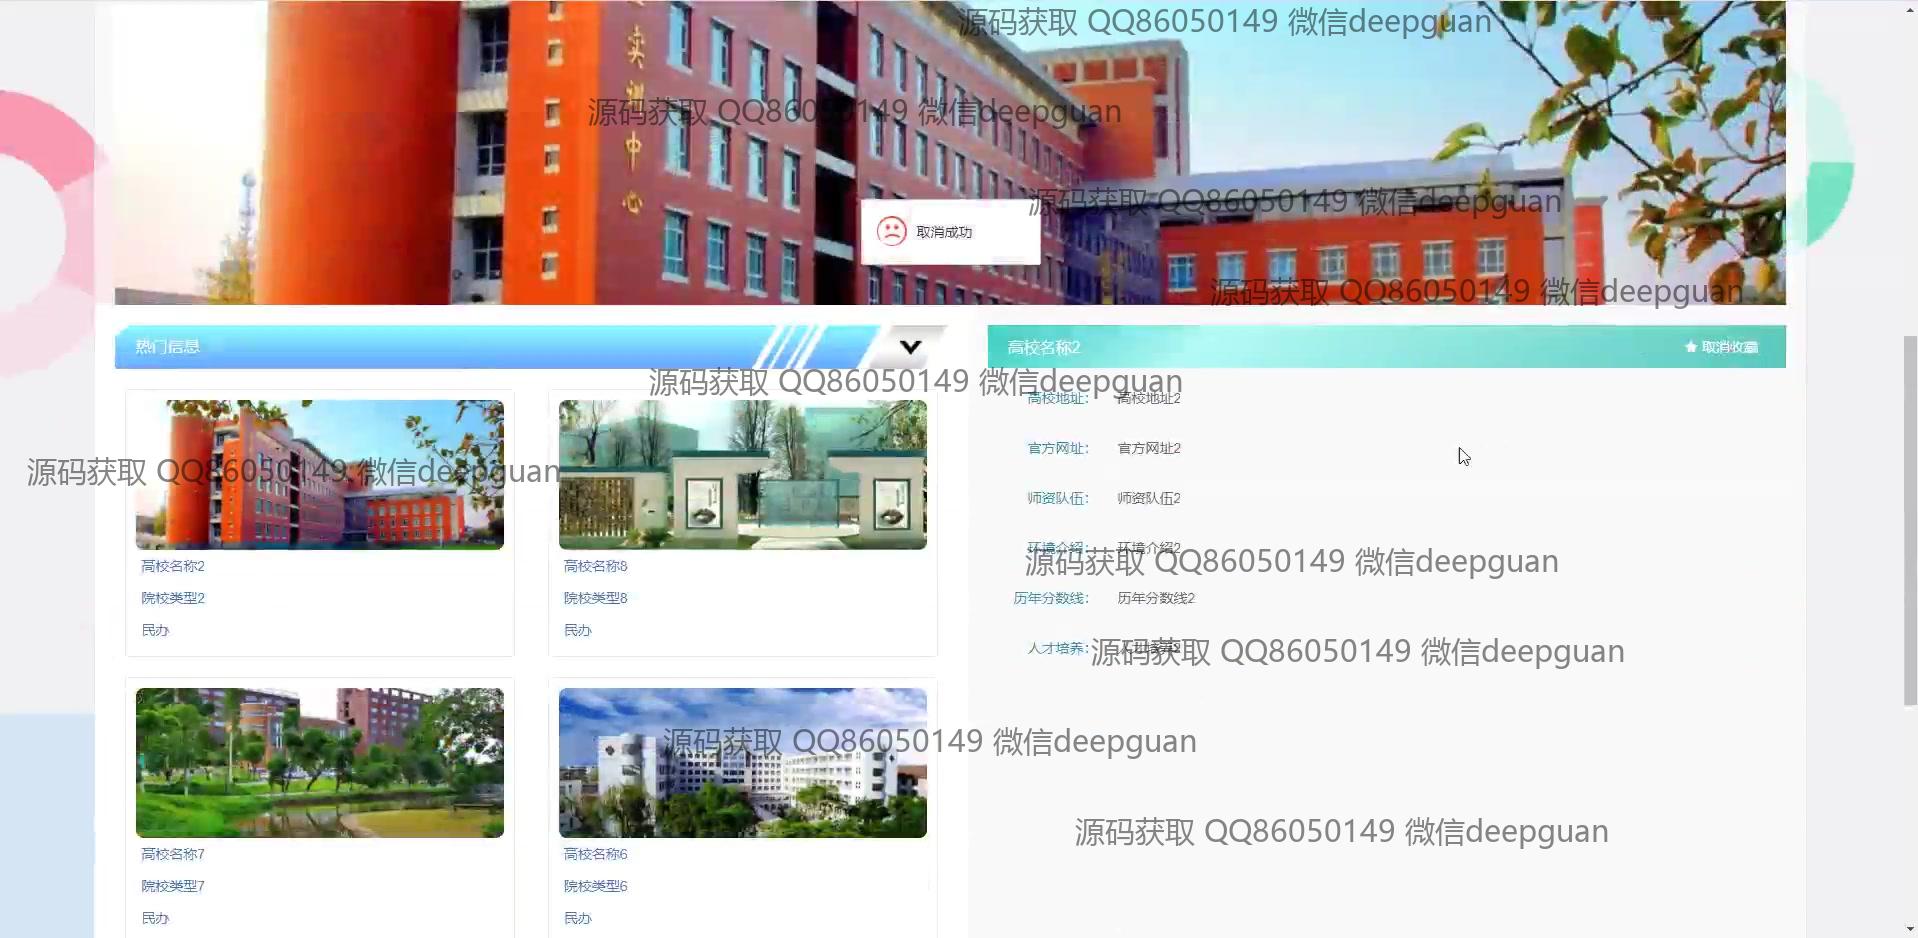 源码获取 QQ86050149 微信deepguan
源码获取 QQ86050149 微信deepguan
实训中心
源码获取 QQ86050149 微信deepguan
取消成功
源码获取 QQ86050149 微信deepguan
热门信息
高校名称2
取消收藏
源码获取 QQ86050149 微信deepguan
高校地址： 高校地址2
官方网址： 官方网址2
源码获取 QQ86050149 微信deepguan
师资队伍： 师资队伍2
环境介绍： 环境介绍2
源码获取 QQ86050149 微信deepguan
历年分数线： 历年分数线2
人才培养： 人才培养2
源码获取 QQ86050149 微信deepguan
高校名称2
院校类型2
民办
高校名称8
院校类型8
民办
源码获取 QQ86050149 微信deepguan
源码获取 QQ86050149 微信deepguan
高校名称7
院校类型7
民办
高校名称6
院校类型6
民办